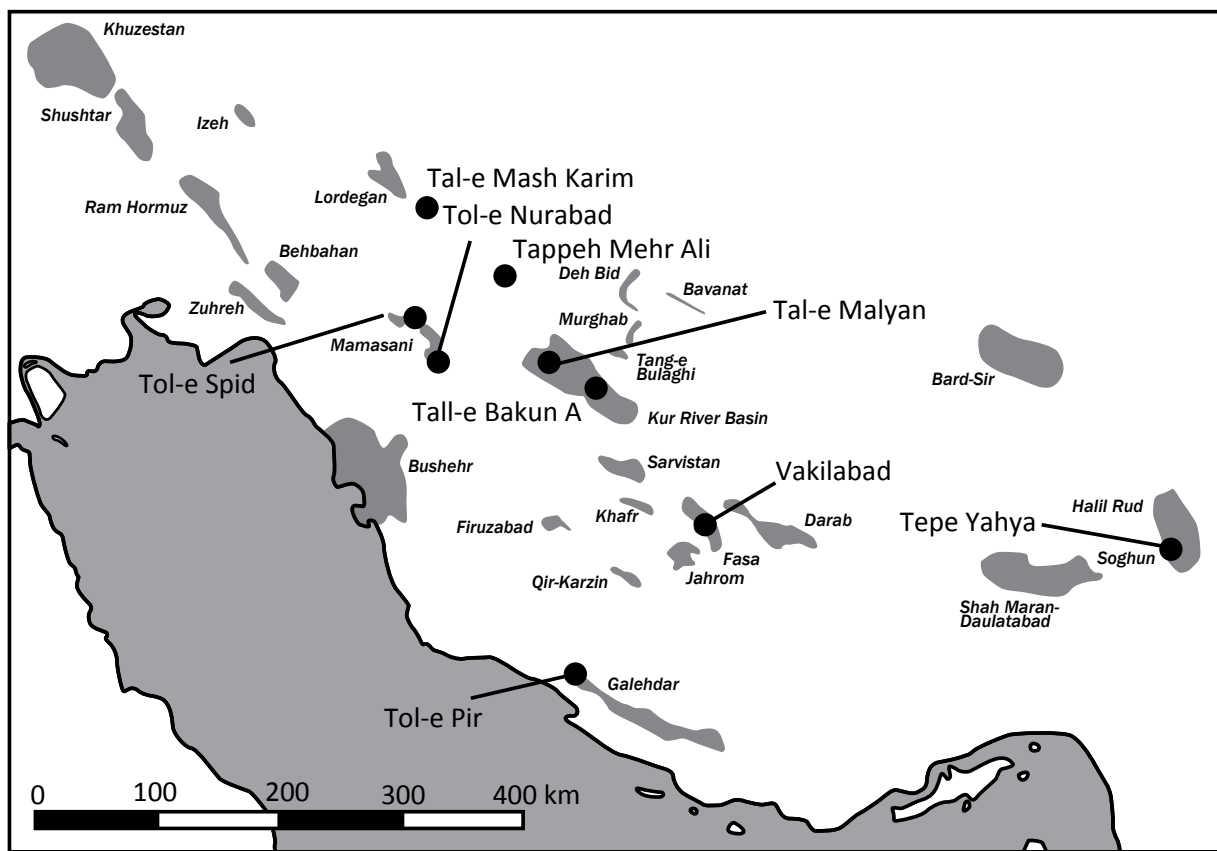 Khuzestan
Shushtar
Izeh
Lordegan
Tal-e Mash Karim
Tol-e Nurabad
Ram Hormuz
Behbahan
Tappeh Mehr Ali
Deh Bid
Bavanat
Zuhreh
Murghab
Tal-e Malyan
Mamasani
Tang-e
Bulaghi
Bard-Sir
Tol-e Spid
Tall-e Bakun A
Kur River Basin
Bushehr
Sarvistan
Vakilabad
Khafr
Firuzabad
Darab
Halil Rud
Tepe Yahya
Soghun
Fasa
Jahrom
Qir-Karzin
Shah Maran-
Daulatabad
Galehdar
Tol-e Pir
0 100 200 300 400 km